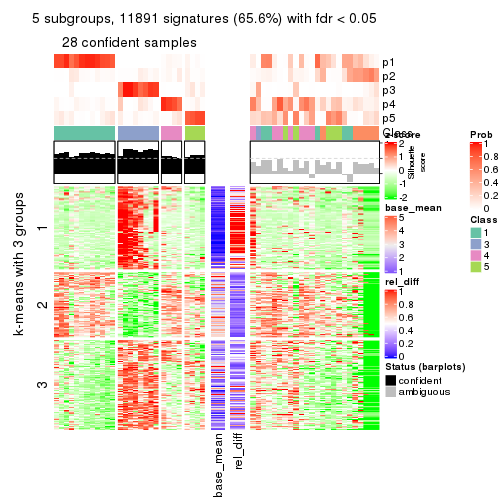 5 subgroups, 11891 signatures (65.6%) with fdr < 0.05
28 confident samples
p1
p2
p3
p4
p5
Class
z-score
2
1
0
-1
-2
Silhouette
score
Prob
1
0.8
0.6
0.4
0.2
0
base_mean
5
4
3
2
1
Class
1
3
4
5
rel_diff
1
0.8
0.6
0.4
0.2
0
Status (barplots)
confident
ambiguous
k-means with 3 groups
1
2
3
base_mean
rel_diff